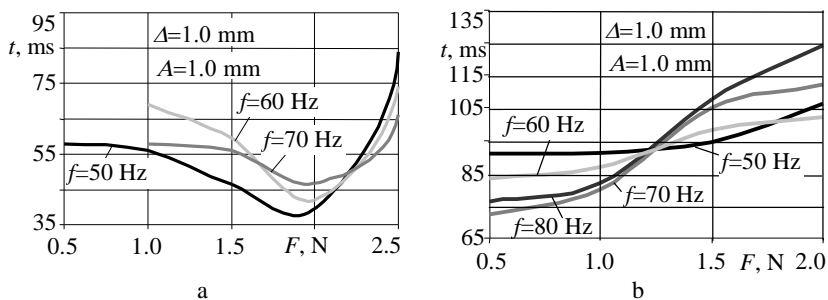 95
t, ms
75
55
35
Δ=1.0 mm
A=1.0 mm
f=60 Hz
f=70 Hz
f=50 Hz
0.5 1.0 1.5 F, N 2.5
a
135
t, ms
115
105
85
65
Δ=1.0 mm
A=1.0 mm
f=60 Hz
f=50 Hz
f=70 Hz
f=80 Hz
0.5 1.0 1.5 F, N 2.0
b